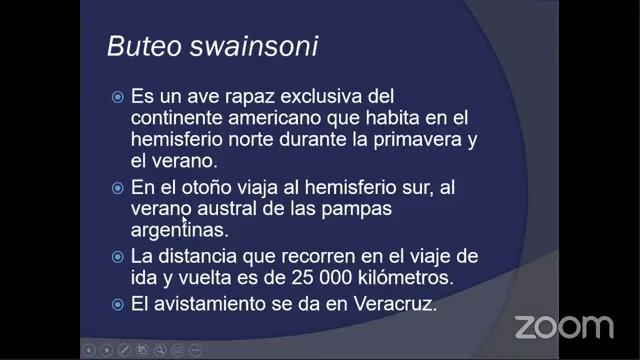 Buteo swainsoni
Es un ave rapaz exclusiva del
continente americano que habita en el
hemisferio norte durante la primavera y
el verano.
En el otoño viaja al hemisferio sur, al
verano austral de las pampas
argentinas.
La distancia que recorren en el viaje de
ida y vuelta es de 25 000 kilómetros.
El avistamiento se da en Veracruz.
zoom